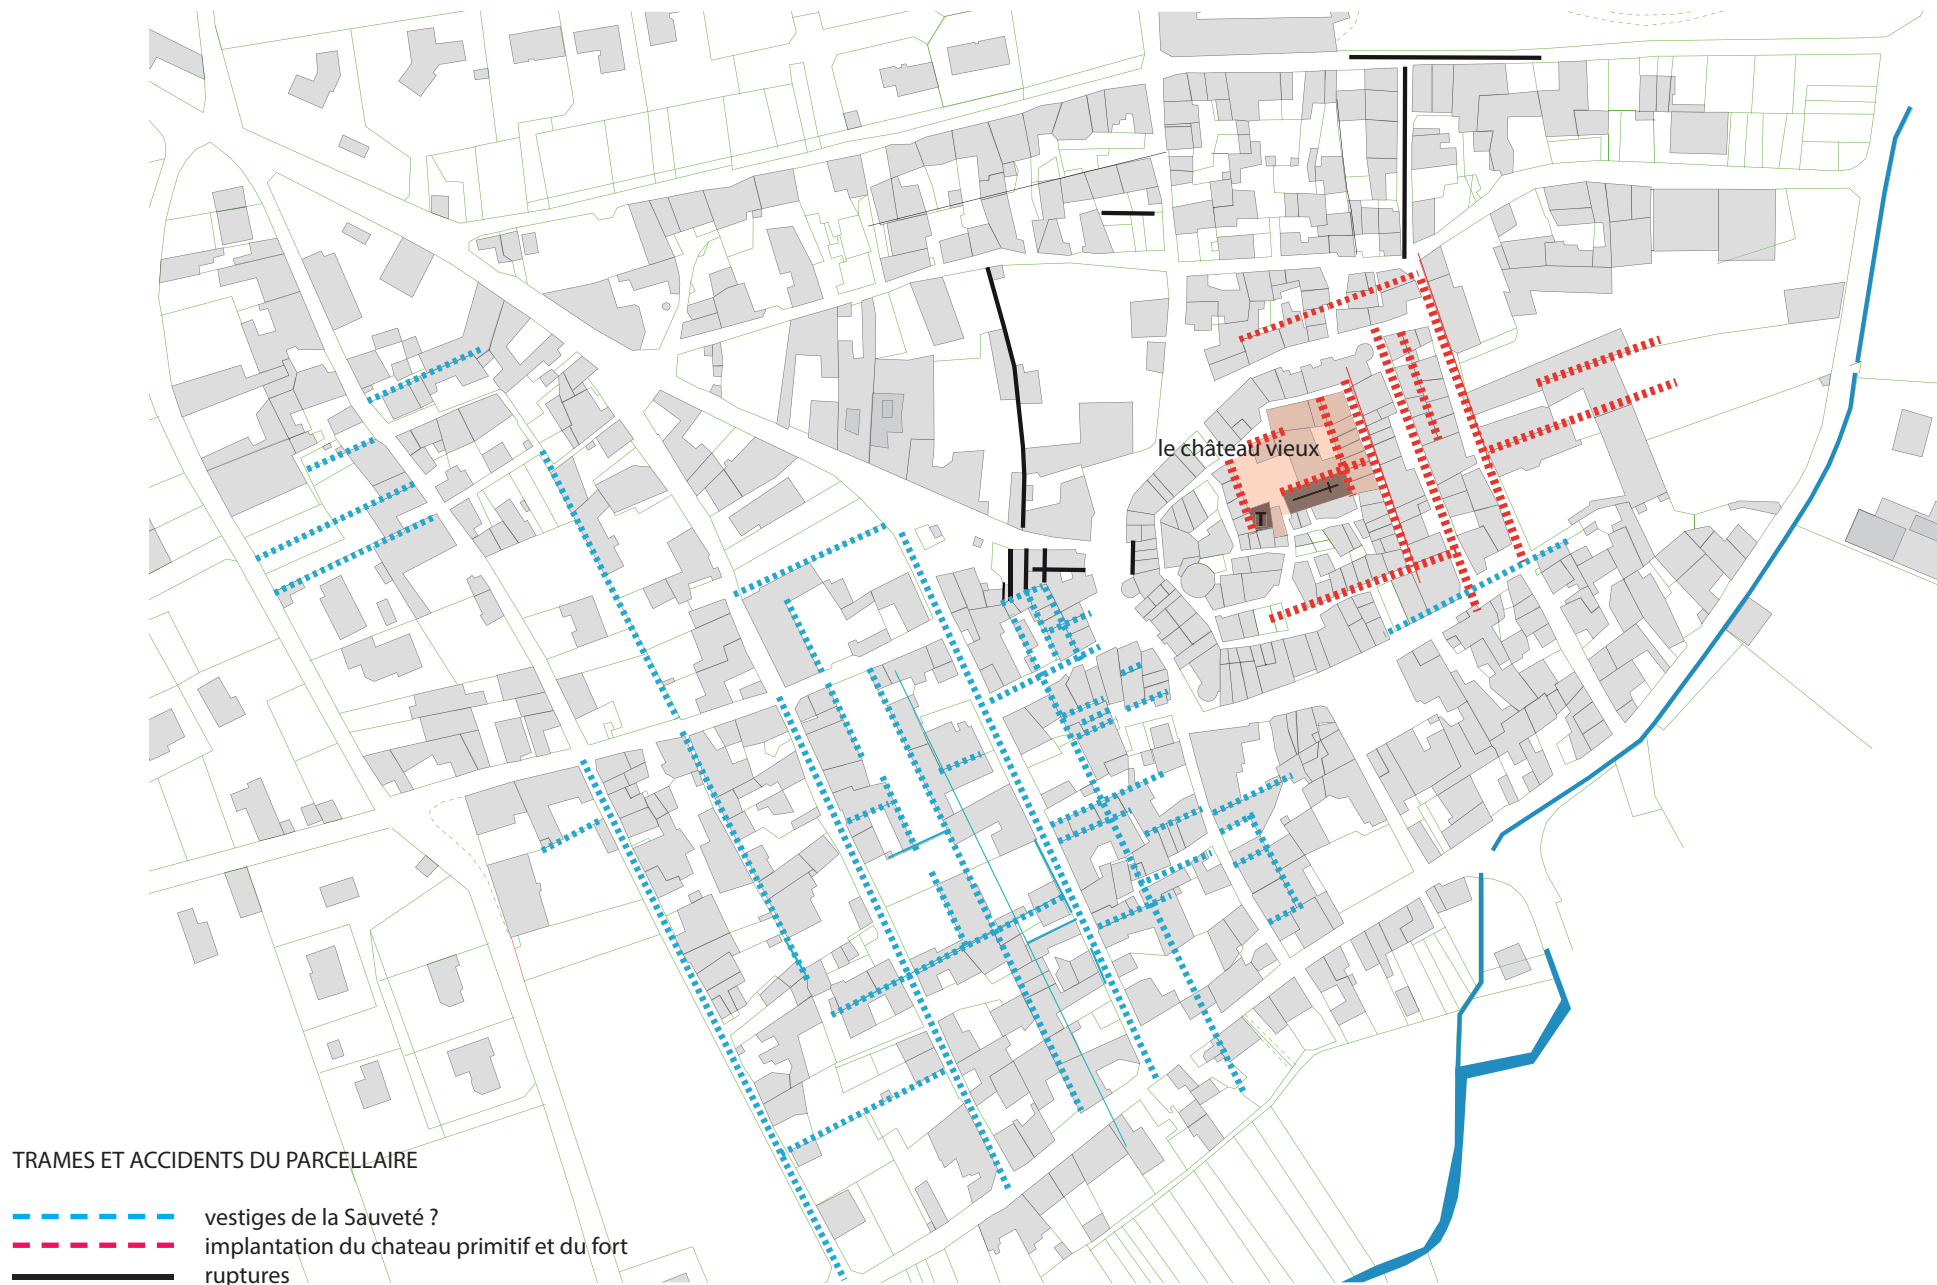 le château vieux
T
TRAMES ET ACCIDENTS DU PARCELLAIRE
vestiges de la Sauveté ?
implantation du chateau primitif et du fort
ruptures